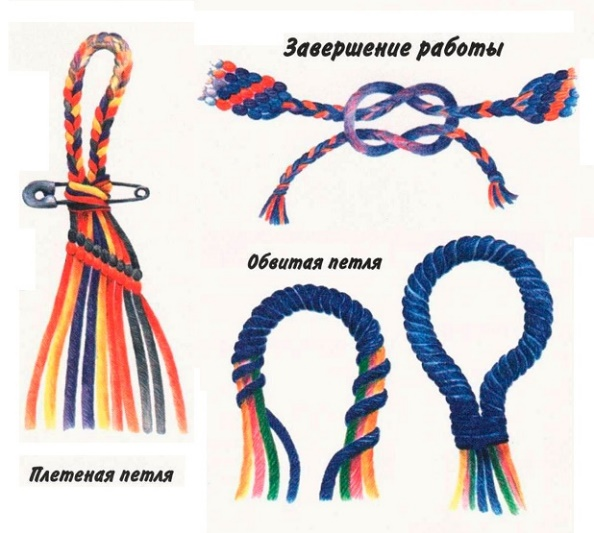 Завершение работы
Обвитая петля
Плетеная петля